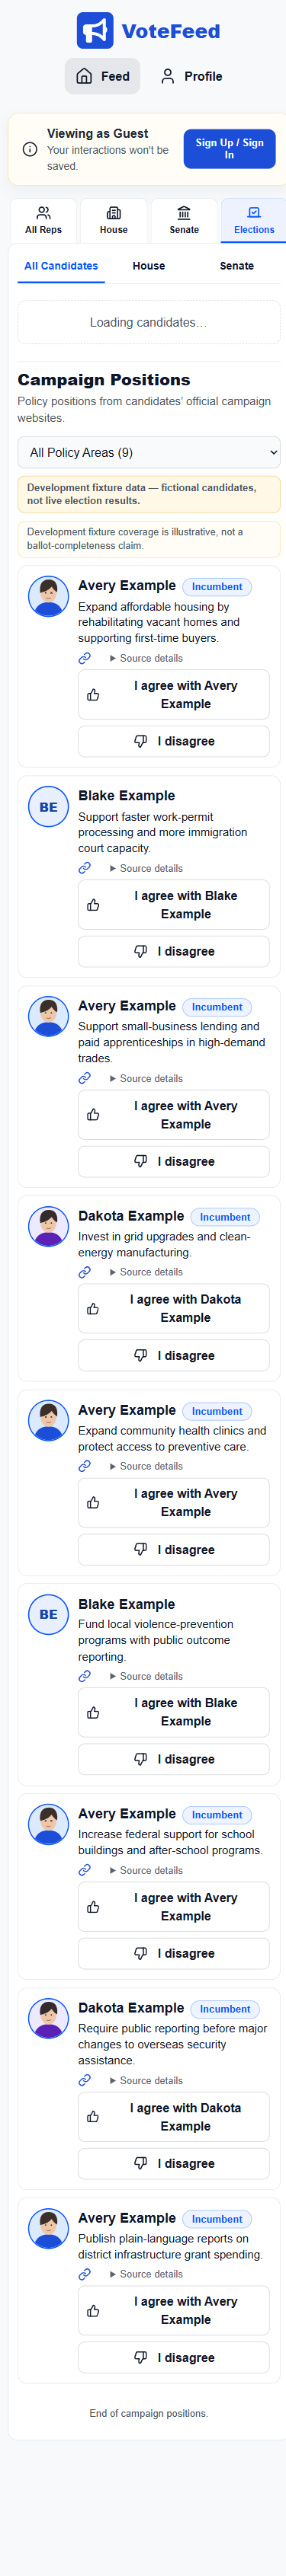 VoteFeed
Feed
Profile
Viewing as Guest
Your interactions won't be
saved.
Sign Up / Sign
In
All Reps
House
Senate
Elections
All Candidates
House
Senate
Loading candidates...
Campaign Positions
Policy positions from candidates' official campaign
websites.
All Policy Areas (9)
Development fixture data — fictional candidates,
not live election results.
Development fixture coverage is illustrative, not a
ballot-completeness claim.
Avery Example Incumbent
Expand affordable housing by
rehabilitating vacant homes and
supporting first-time buyers.
Source details
I agree with Avery
Example
I disagree
BE
Blake Example
Support faster work-permit
processing and more immigration
court capacity.
Source details
I agree with Blake
Example
I disagree
Avery Example Incumbent
Support small-business lending and
paid apprenticeships in high-demand
trades.
Source details
I agree with Avery
Example
I disagree
Dakota Example Incumbent
Invest in grid upgrades and clean-
energy manufacturing.
Source details
I agree with Dakota
Example
I disagree
Avery Example Incumbent
Expand community health clinics and
protect access to preventive care.
Source details
I agree with Avery
Example
I disagree
BE
Blake Example
Fund local violence-prevention
programs with public outcome
reporting.
Source details
I agree with Blake
Example
I disagree
Avery Example Incumbent
Increase federal support for school
buildings and after-school programs.
Source details
I agree with Avery
Example
I disagree
Dakota Example Incumbent
Require public reporting before major
changes to overseas security
assistance.
Source details
I agree with Dakota
Example
I disagree
Avery Example Incumbent
Publish plain-language reports on
district infrastructure grant spending.
Source details
I agree with Avery
Example
I disagree
End of campaign positions.